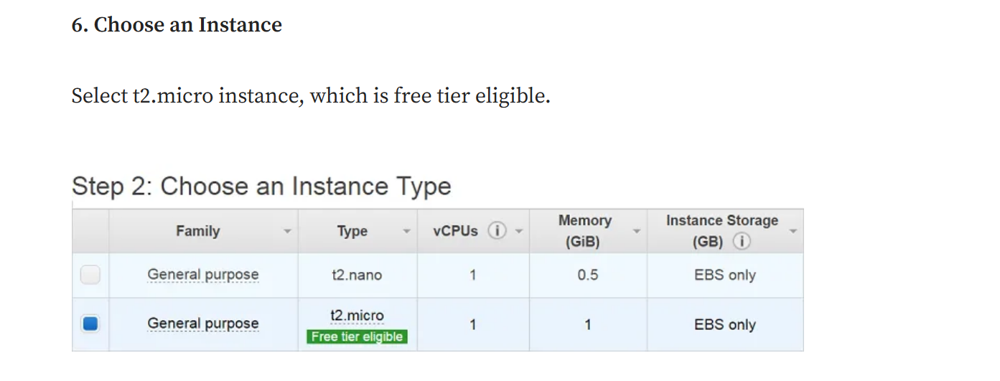 6. Choose an Instance
Select t2.micro instance, which is free tier eligible.
Step 2: Choose an Instance Type
Family Type vCPUs i Memory (GiB) Instance Storage (GB) i
General purpose t2.nano 1 0.5 EBS only
General purpose t2.micro Free tier eligible 1 1 EBS only